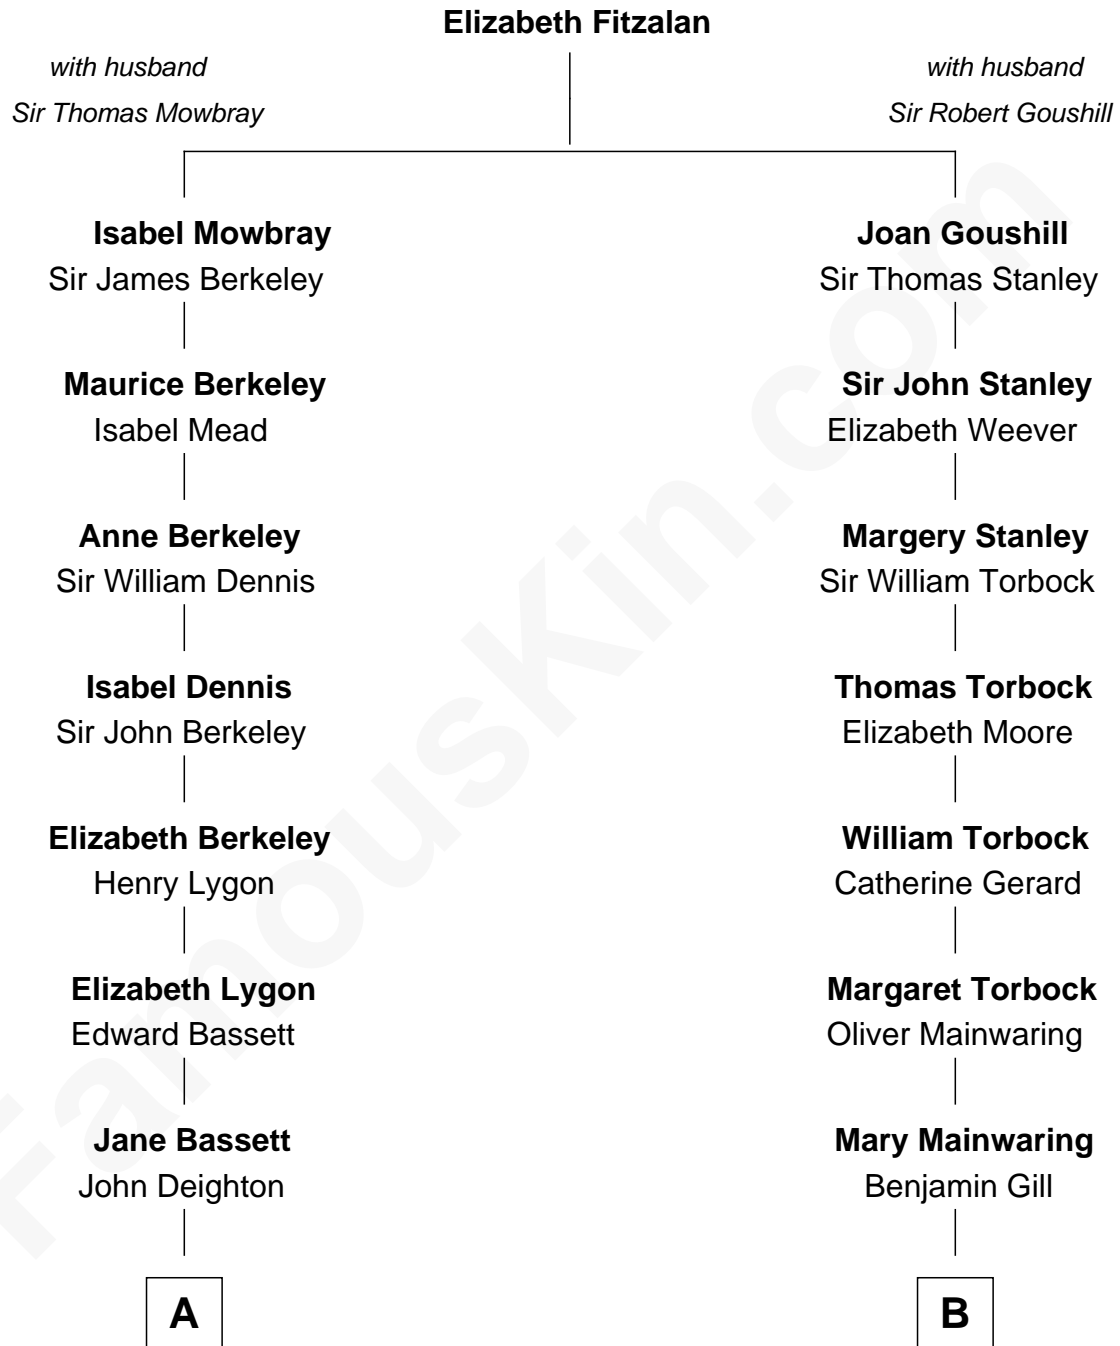 Elizabeth Fitzalan
with husband
Sir Thomas Mowbray
with husband
Sir Robert Goushill
Isabel Mowbray
Sir James Berkeley
Joan Goushill
Sir Thomas Stanley
Maurice Berkeley
Isabel Mead
Sir John Stanley
Elizabeth Weever
Anne Berkeley
Sir William Dennis
Margery Stanley
Sir William Torbock
Isabel Dennis
Sir John Berkeley
Thomas Torbock
Elizabeth Moore
Elizabeth Berkeley
Henry Lygon
William Torbock
Catherine Gerard
Elizabeth Lygon
Edward Bassett
Margaret Torbock
Oliver Mainwaring
Jane Bassett
John Deighton
Mary Mainwaring
Benjamin Gill
A
B
FamousKin.com